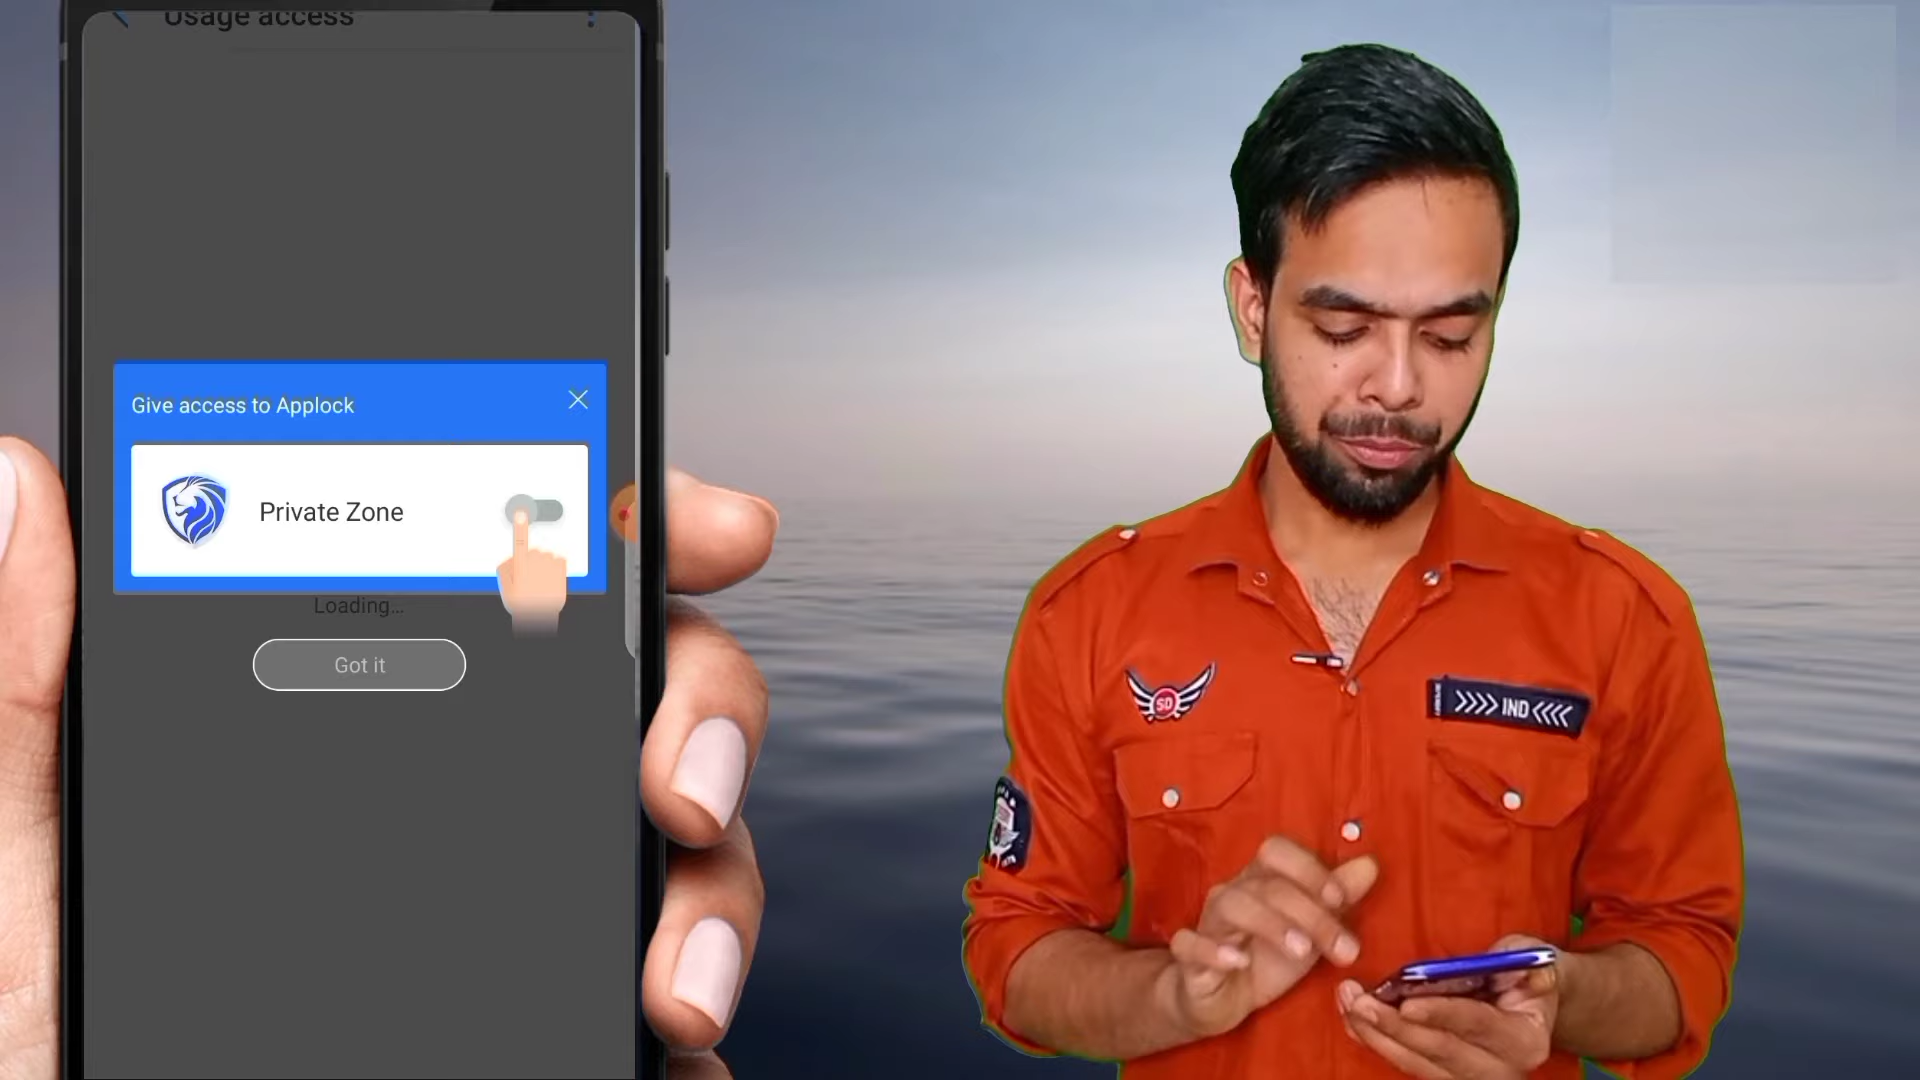 Usage access
Give access to Applock
Private Zone
Loading...
Got it
SD
IND